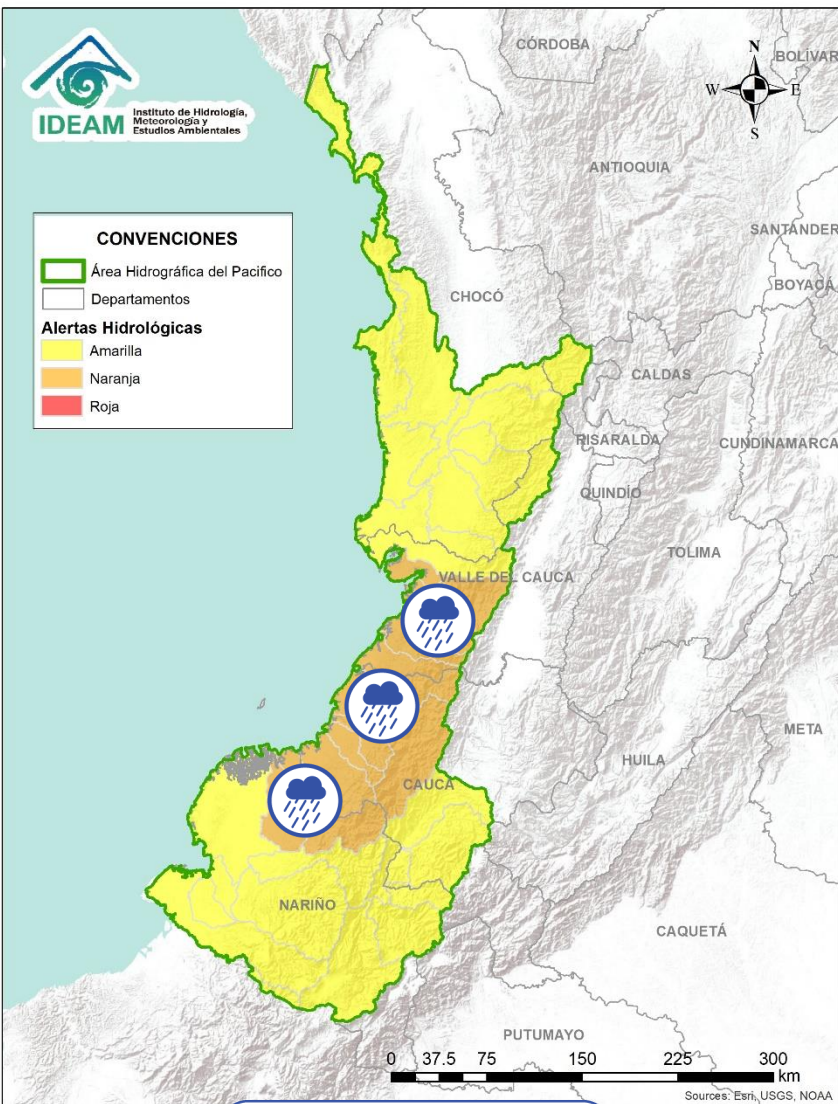 IDEAM
Instituto de Hidrología,
Meteorología y
Estudios Ambientales
CONVENCIONES
Área Hidrográfica del Pacifico
Departamentos
Alertas Hidrológicas
Amarilla
Naranja
Roja
N
W
E
S
CÓRDOBA
BOLÍVAR
ANTIOQUIA
SANTANDER
BOYACÁ
CHOCÓ
CALDAS
RISARALDA
CUNDINAMARCA
QUINDÍO
TOLIMA
VALLE DEL CAUCA
META
HUILA
CAUCA
NARIÑO
CAQUETÁ
PUTUMAYO
0 37.5 75 150 225 300
km
Sources: Esri, USGS, NOAA